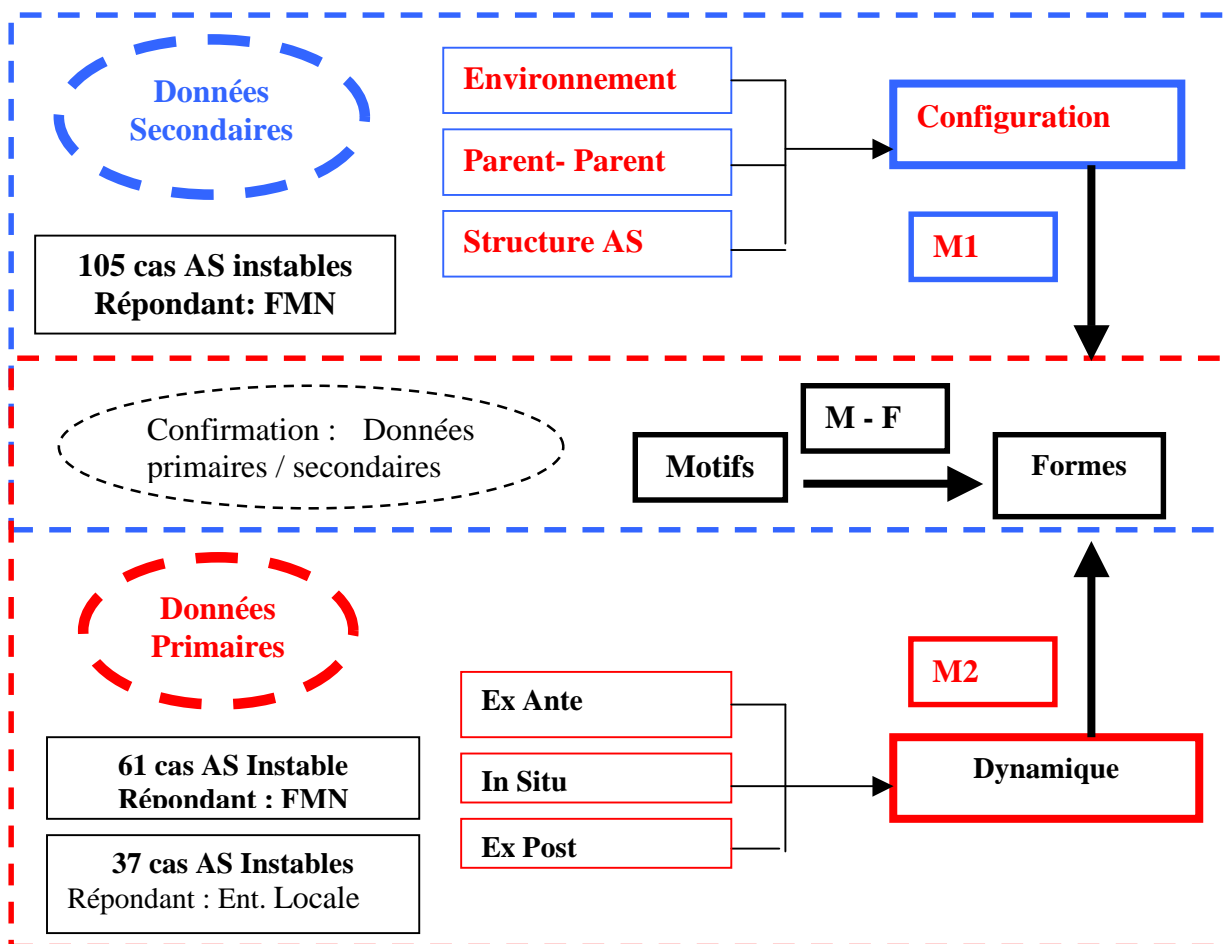 Données
Secondaires
105 cas AS instables
Répondant: FMN
Environnement
Parent- Parent
Structure AS
Configuration
M1
Confirmation : Données
primaires / secondaires
Motifs
M - F
Formes
Données
Primaires
61 cas AS Instable
Répondant : FMN
37 cas AS Instables
Répondant : Ent. Locale
Ex Ante
In Situ
Ex Post
M2
Dynamique